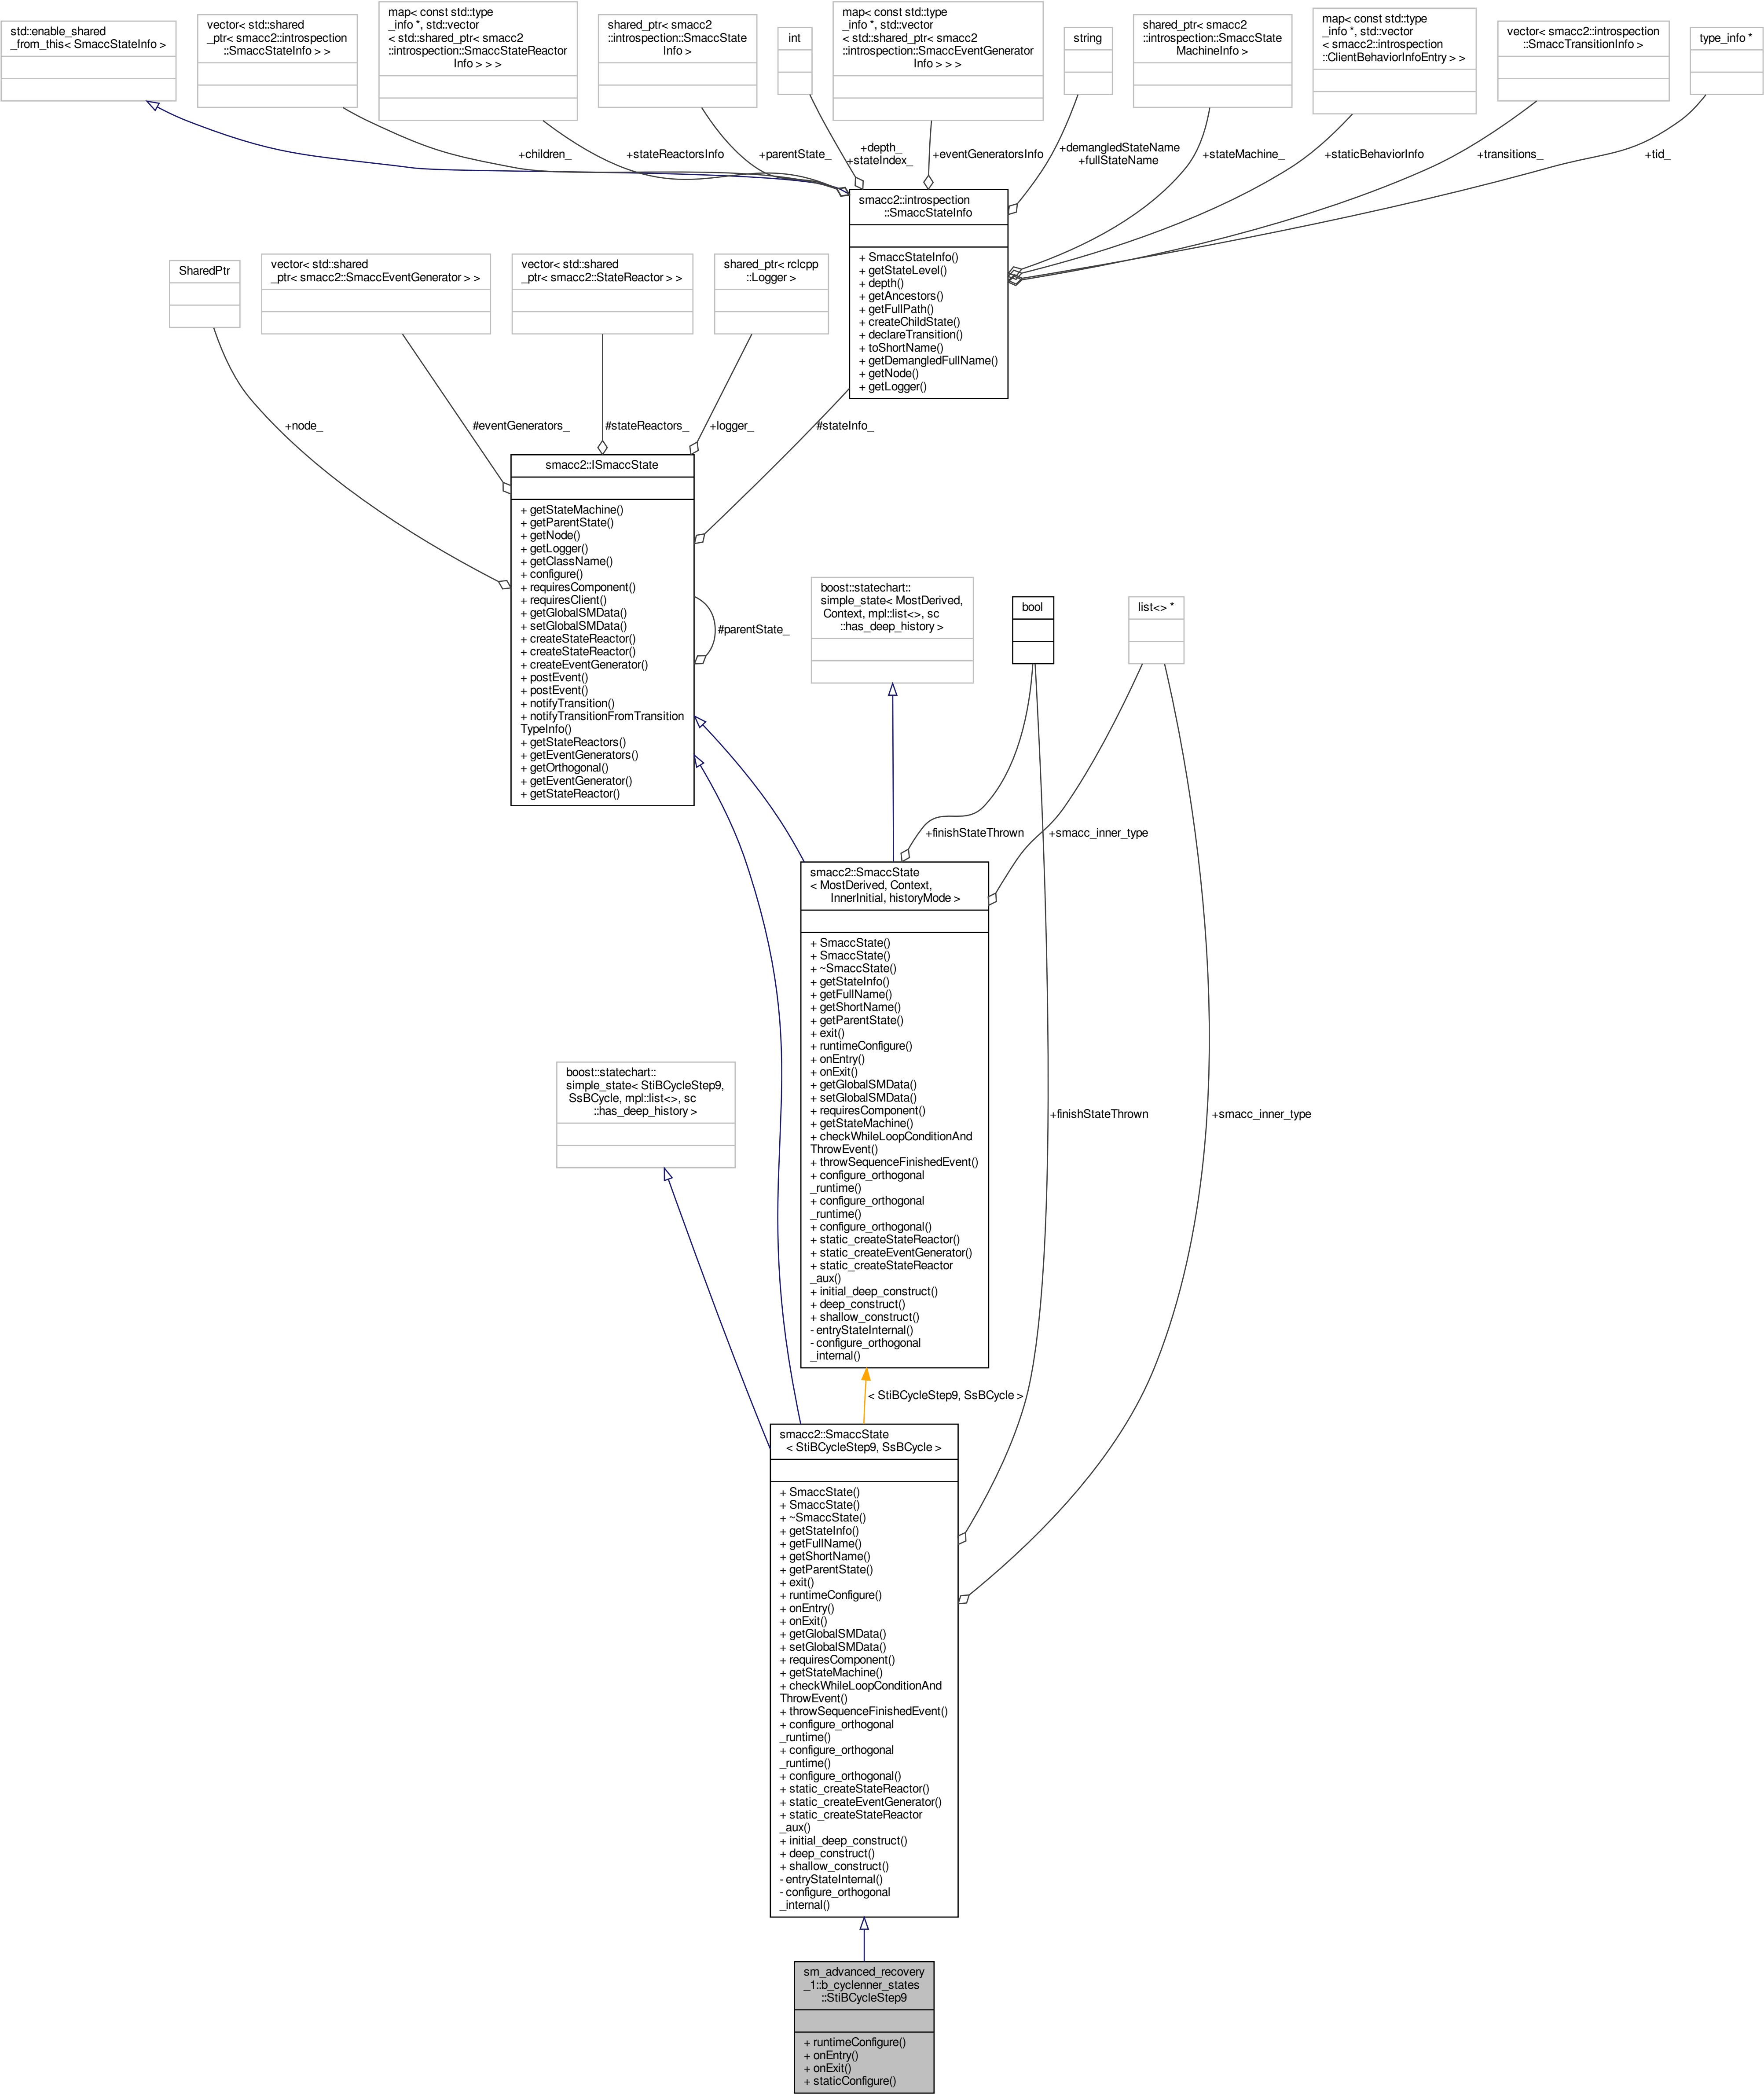 std::enable_shared
_from_this< SmaccStateInfo >
vector< std::shared
_ptr< smacc2::introspection
::SmaccStateInfo > >
map< const std::type
_info *, std::vector
< std::shared_ptr< smacc2
::introspection::SmaccStateReactor
Info > > >
shared_ptr< smacc2
::introspection::SmaccState
Info >
int
map< const std::type
_info *, std::vector
< std::shared_ptr< smacc2
::introspection::SmaccEventGenerator
Info > > >
string
shared_ptr< smacc2
::introspection::SmaccState
MachineInfo >
map< const std::type
_info *, std::vector
< smacc2::introspection
::ClientBehaviorInfoEntry > >
vector< smacc2::introspection
::SmaccTransitionInfo >
type_info *
+children_
+stateReactorsInfo
+parentState_
+depth_
+stateIndex_
+eventGeneratorsInfo
+demangledStateName
+fullStateName
+stateMachine_
+staticBehaviorInfo
+transitions_
+tid_
smacc2::introspection
::SmaccStateInfo
+ SmaccStateInfo()
+ getStateLevel()
+ depth()
+ getAncestors()
+ getFullPath()
+ createChildState()
+ declareTransition()
+ toShortName()
+ getDemangledFullName()
+ getNode()
+ getLogger()
SharedPtr
vector< std::shared
_ptr< smacc2::SmaccEventGenerator > >
vector< std::shared
_ptr< smacc2::StateReactor > >
shared_ptr< rclcpp
::Logger >
+node_
#eventGenerators_
#stateReactors_
+logger_
#stateInfo_
smacc2::ISmaccState
+ getStateMachine()
+ getParentState()
+ getNode()
+ getLogger()
+ getClassName()
+ configure()
+ requiresComponent()
+ requiresClient()
+ getGlobalSMData()
+ setGlobalSMData()
+ createStateReactor()
+ createStateReactor()
+ createEventGenerator()
+ postEvent()
+ postEvent()
+ notifyTransition()
+ notifyTransitionFromTransition
TypeInfo()
+ getStateReactors()
+ getEventGenerators()
+ getOrthogonal()
+ getEventGenerator()
+ getStateReactor()
#parentState_
boost::statechart::
simple_state< MostDerived,
Context, mpl::list<>, sc
::has_deep_history >
bool
list<> *
+finishStateThrown
+smacc_inner_type
smacc2::SmaccState
< MostDerived, Context,
InnerInitial, historyMode >
+ SmaccState()
+ SmaccState()
+ ~SmaccState()
+ getStateInfo()
+ getFullName()
+ getShortName()
+ getParentState()
+ exit()
+ runtimeConfigure()
+ onEntry()
+ onExit()
+ getGlobalSMData()
+ setGlobalSMData()
+ requiresComponent()
+ getStateMachine()
+ checkWhileLoopConditionAnd
ThrowEvent()
+ throwSequenceFinishedEvent()
+ configure_orthogonal
_runtime()
+ configure_orthogonal
_runtime()
+ configure_orthogonal()
+ static_createStateReactor()
+ static_createEventGenerator()
+ static_createStateReactor
_aux()
+ initial_deep_construct()
+ deep_construct()
+ shallow_construct()
- entryStateInternal()
- configure_orthogonal
_internal()
boost::statechart::
simple_state< StiBCycleStep9,
SsBCycle, mpl::list<>, sc
::has_deep_history >
+finishStateThrown
+smacc_inner_type
< StiBCycleStep9, SsBCycle >
smacc2::SmaccState
< StiBCycleStep9, SsBCycle >
+ SmaccState()
+ SmaccState()
+ ~SmaccState()
+ getStateInfo()
+ getFullName()
+ getShortName()
+ getParentState()
+ exit()
+ runtimeConfigure()
+ onEntry()
+ onExit()
+ getGlobalSMData()
+ setGlobalSMData()
+ requiresComponent()
+ getStateMachine()
+ checkWhileLoopConditionAnd
ThrowEvent()
+ throwSequenceFinishedEvent()
+ configure_orthogonal
_runtime()
+ configure_orthogonal
_runtime()
+ configure_orthogonal()
+ static_createStateReactor()
+ static_createEventGenerator()
+ static_createStateReactor
_aux()
+ initial_deep_construct()
+ deep_construct()
+ shallow_construct()
- entryStateInternal()
- configure_orthogonal
_internal()
sm_advanced_recovery
_1::b_cyclenner_states
::StiBCycleStep9
+ runtimeConfigure()
+ onEntry()
+ onExit()
+ staticConfigure()